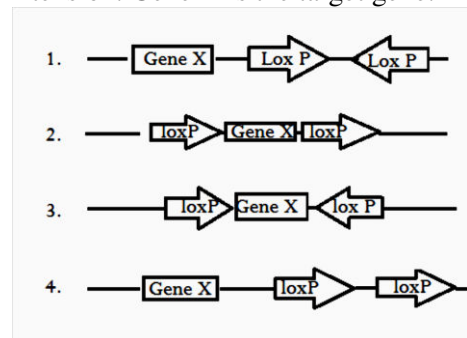 1. Gene X Lox P Lox P
2. loxP Gene X loxP
3. loxP Gene X lox P
4. Gene X loxP loxP